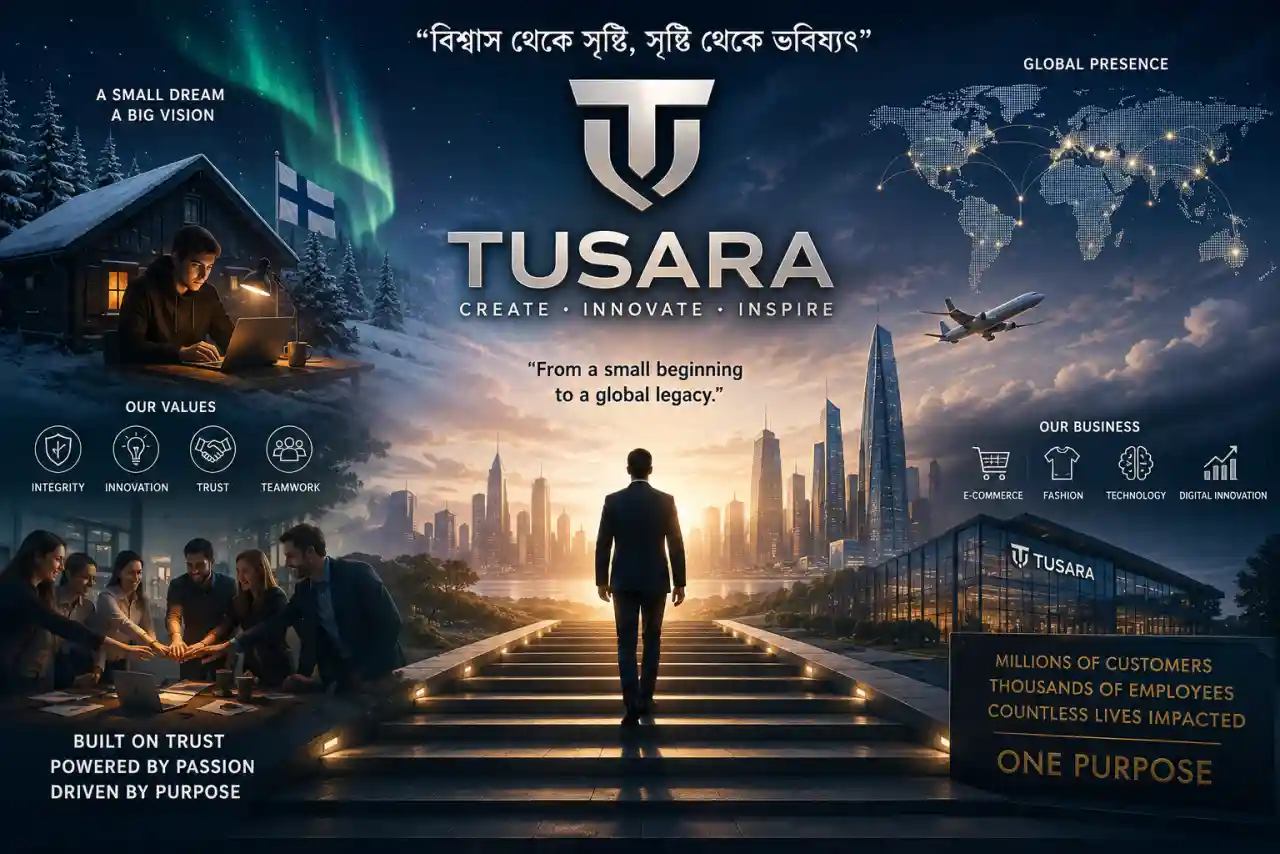 “বিশ্বাস থেকে সৃষ্টি, সৃষ্টি থেকে ভবিষ্যৎ”
A SMALL DREAM
A BIG VISION
GLOBAL PRESENCE
TUSARA
CREATE • INNOVATE • INSPIRE
“From a small beginning
to a global legacy.”
OUR VALUES
INTEGRITY
INNOVATION
TRUST
TEAMWORK
OUR BUSINESS
E-COMMERCE
FASHION
TECHNOLOGY
DIGITAL INNOVATION
TUSARA
BUILT ON TRUST
POWERED BY PASSION
DRIVEN BY PURPOSE
MILLIONS OF CUSTOMERS
THOUSANDS OF EMPLOYEES
COUNTLESS LIVES IMPACTED
ONE PURPOSE